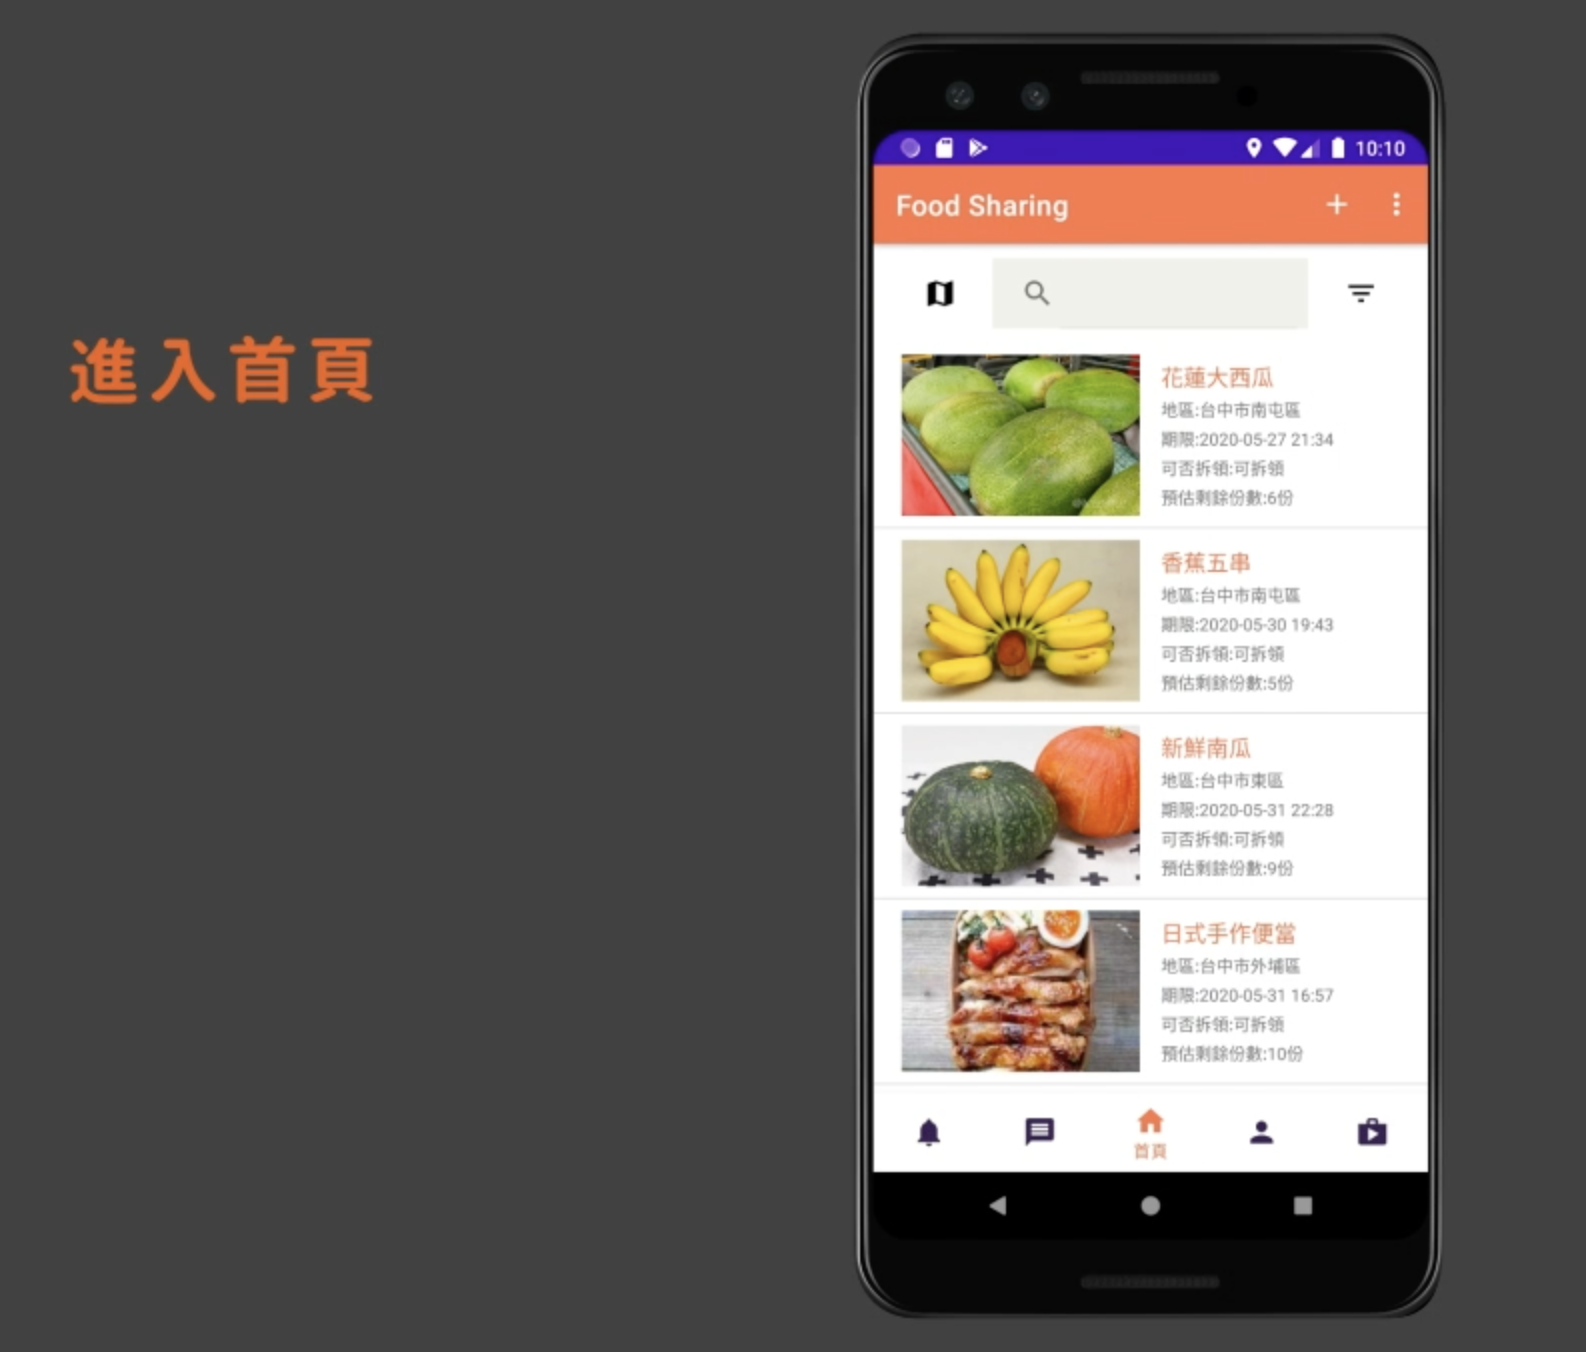 進入首頁
10:10
Food Sharing
花蓮大西瓜
地區:台中市南屯區
期限:2020-05-27 21:34
可否拆領:可拆領
預估剩餘份數:6份
香蕉五串
地區:台中市南屯區
期限:2020-05-30 19:43
可否拆領:可拆領
預估剩餘份數:5份
新鮮南瓜
地區:台中市東區
期限:2020-05-31 22:28
可否拆領:可拆領
預估剩餘份數:9份
日式手作便當
地區:台中市外埔區
期限:2020-05-31 16:57
可否拆領:可拆領
預估剩餘份數:10份
首頁